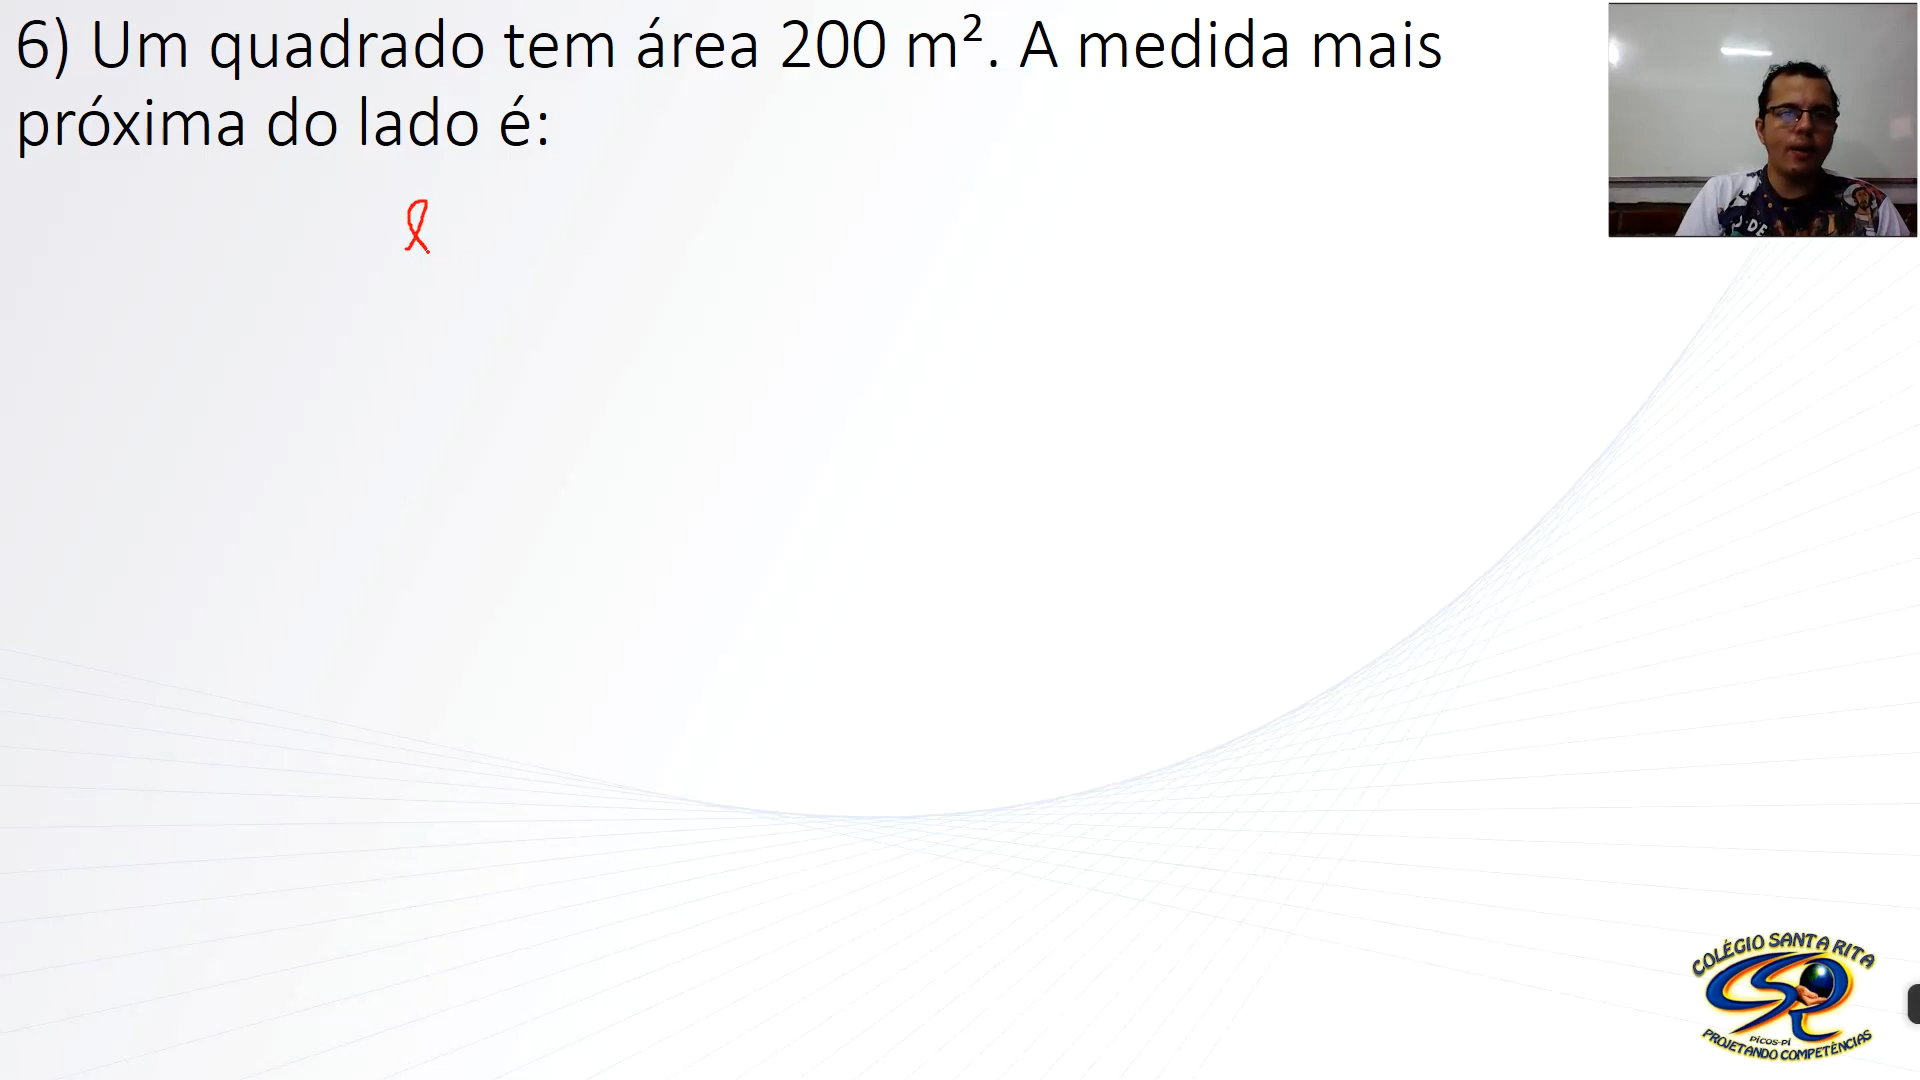 6) Um quadrado tem área 200 m². A medida mais
próxima do lado é:
l
DE
COLÉGIO SANTA RITA
PICOS-PI
PROJETANDO COMPETÊNCIAS